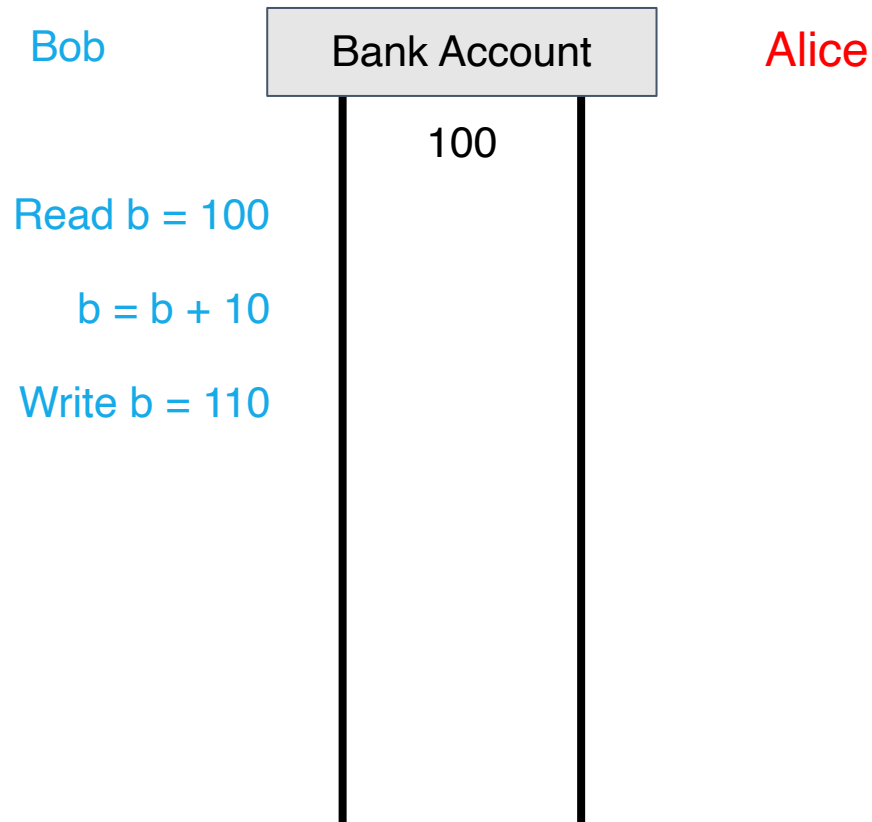 Bob
Bank Account
Alice
100
Read b = 100
b = b + 10
Write b = 110